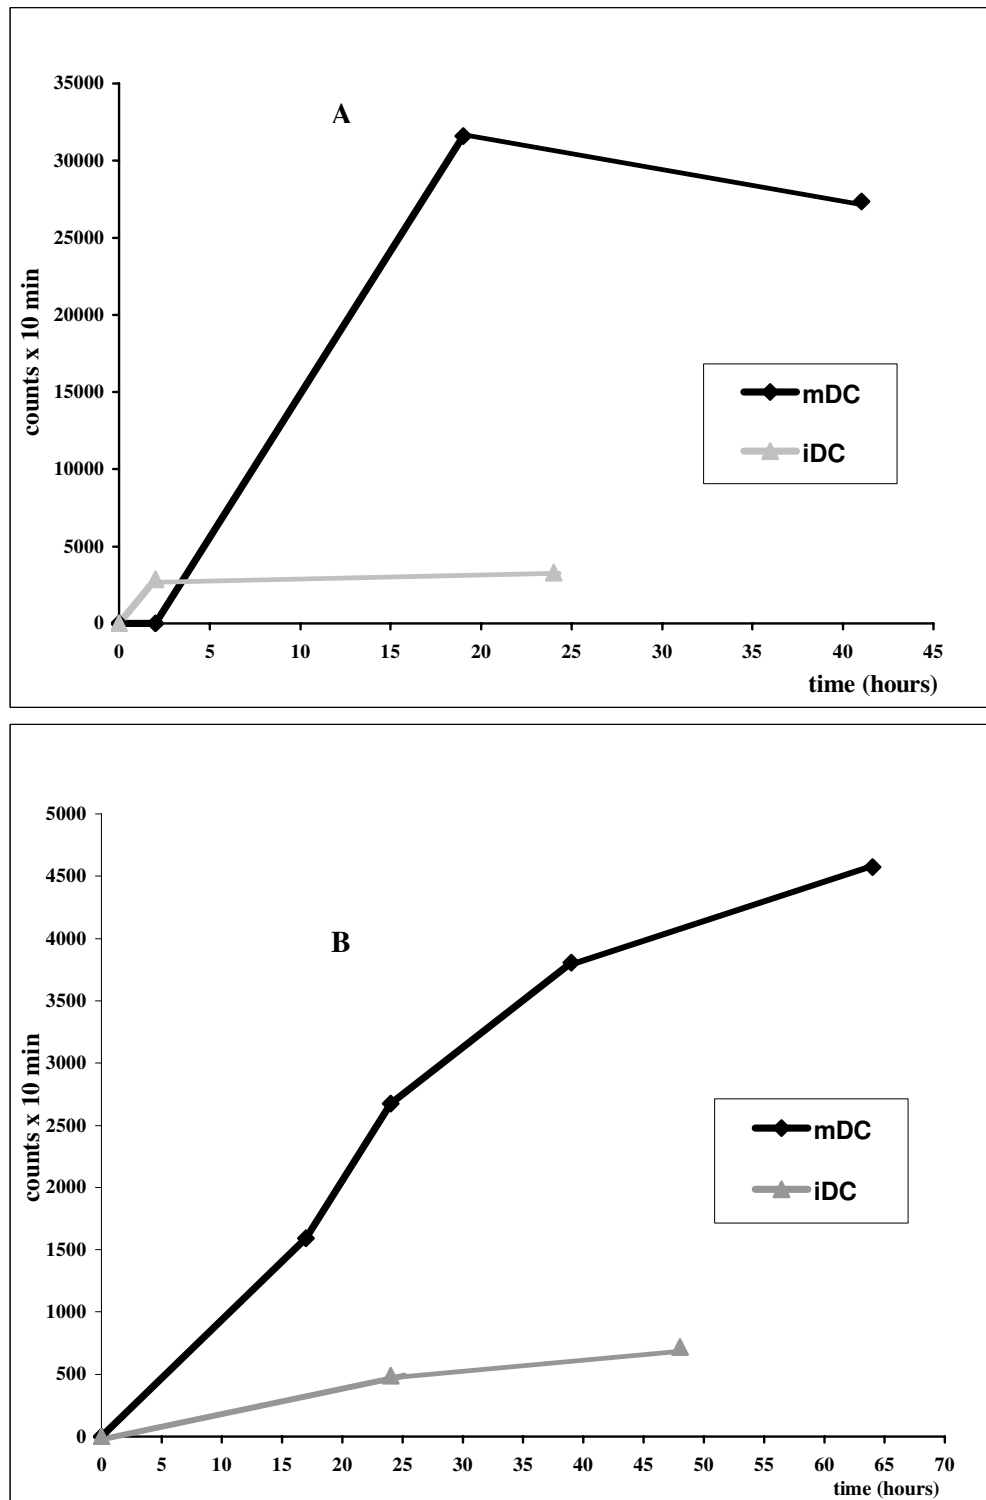 A
35000
30000
25000
20000
15000
10000
5000
0
counts x 10 min
mDC
iDC
0 5 10 15 20 25 30 35 40 45
time (hours)
5000
4500
4000
3500
3000
2500
2000
1500
1000
500
0
B
counts x 10 min
mDC
iDC
0 5 10 15 20 25 30 35 40 45 50 55 60 65 70
time (hours)